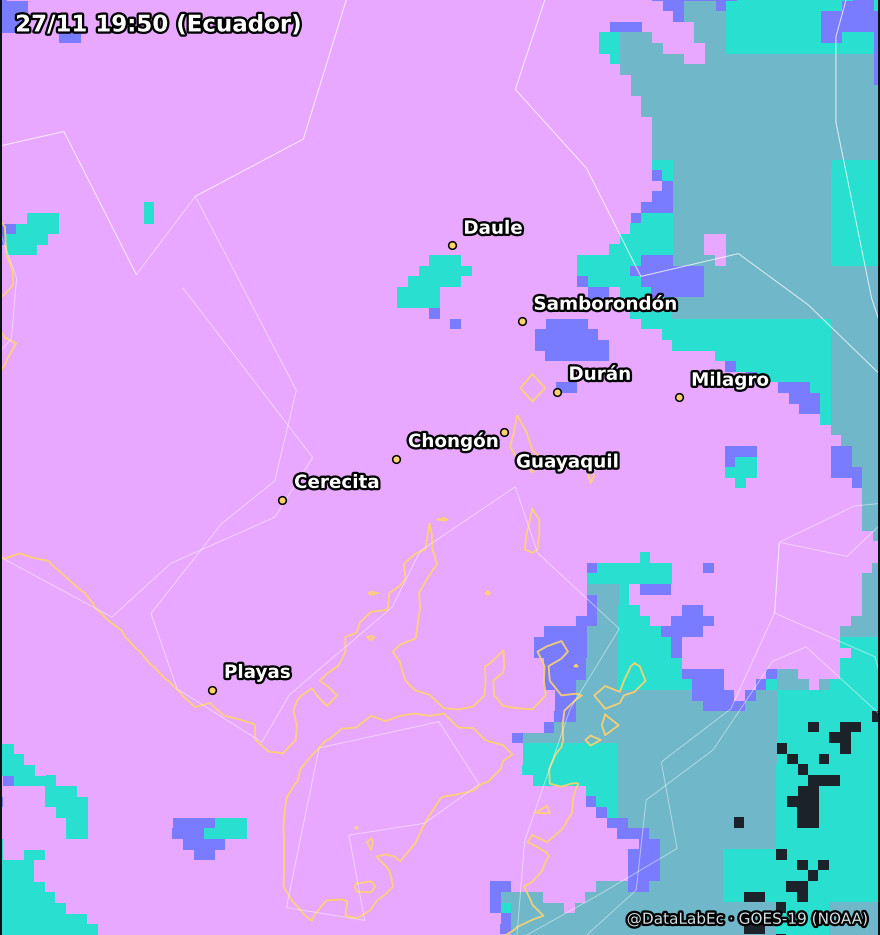 27/11 19:50 (Ecuador)
Daule
Samborondón
Durán
Milagro
Chongón
Guayaquil
Cerecita
Playas
@DataLabEc · GOES-19 (NOAA)